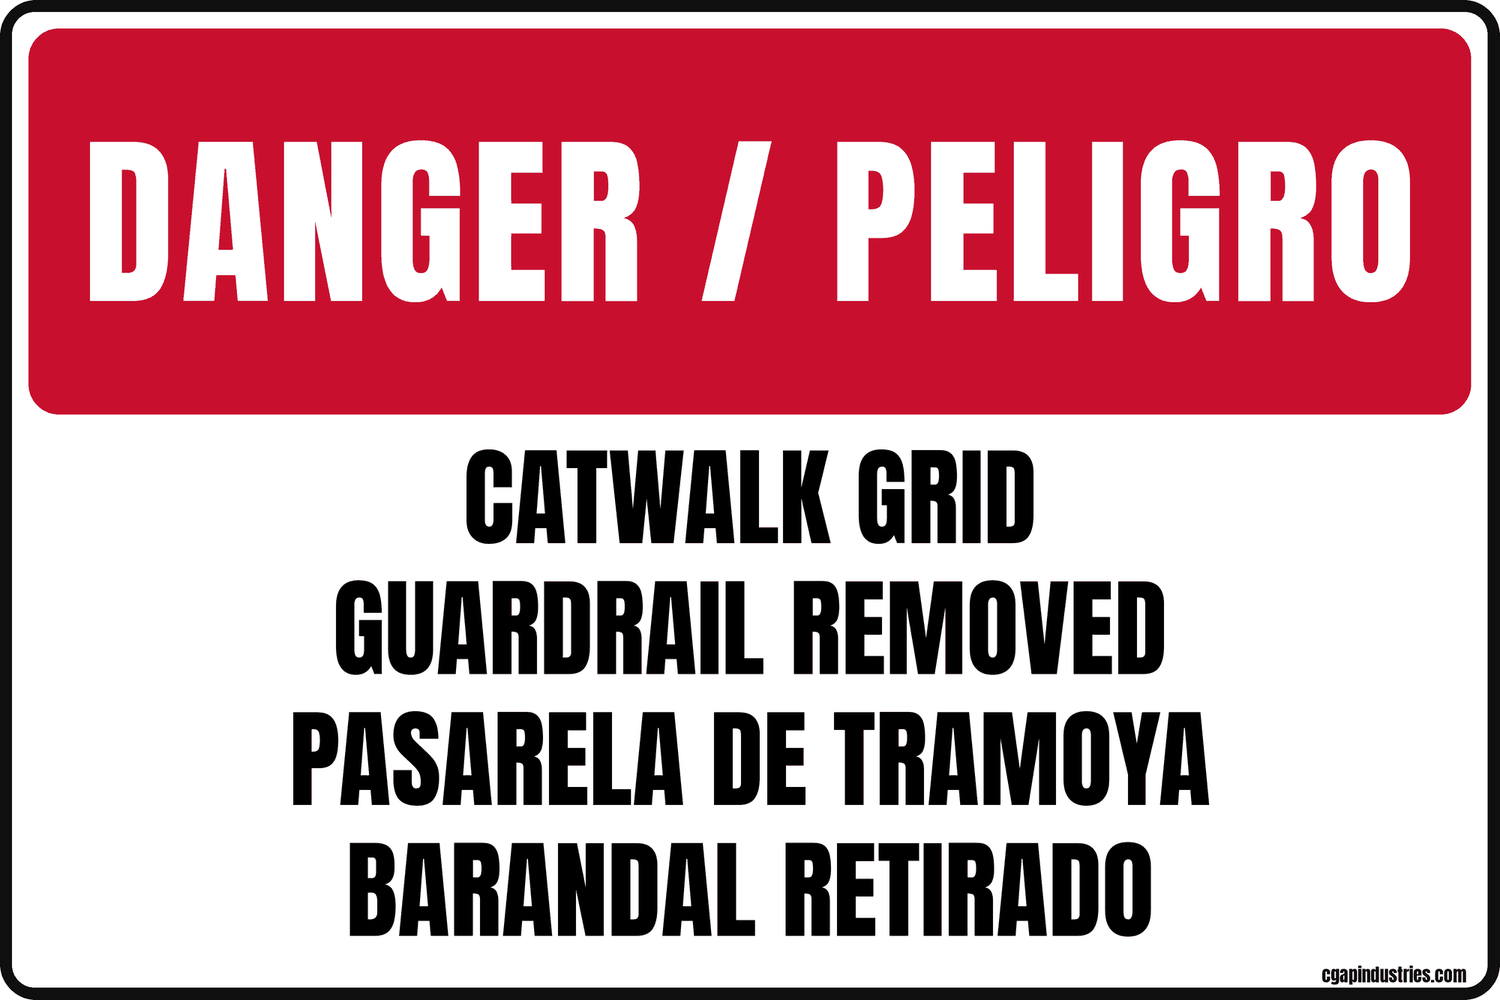 DANGER / PELIGRO
CATWALK GRID
GUARDRAIL REMOVED
PASARELA DE TRAMOYA
BARANDAL RETIRADO
cgapindustries.com